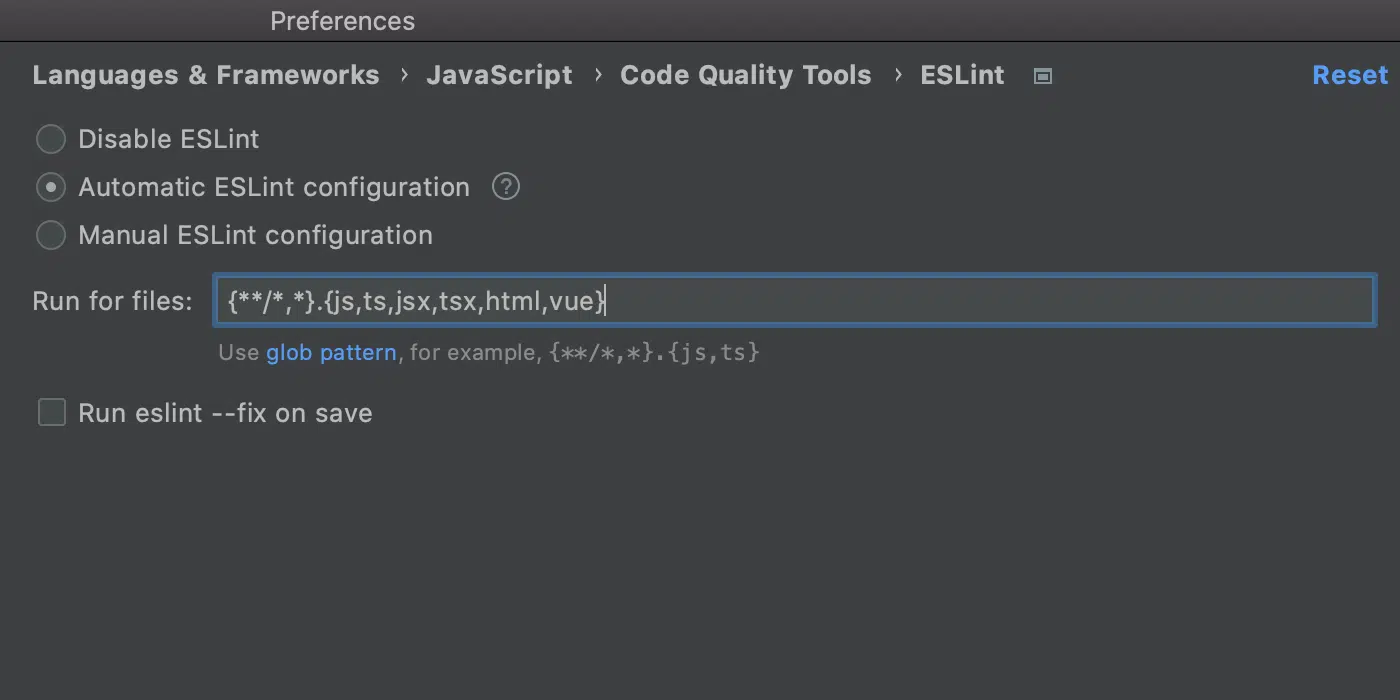 Preferences
Languages & Frameworks › JavaScript › Code Quality Tools › ESLint Reset
Disable ESLint
Automatic ESLint configuration ?
Manual ESLint configuration
Run for files: {**/*,*}.{js,ts,jsx,tsx,html,vue}
Use glob pattern, for example, {**/*,*}.{js,ts}
Run eslint --fix on save